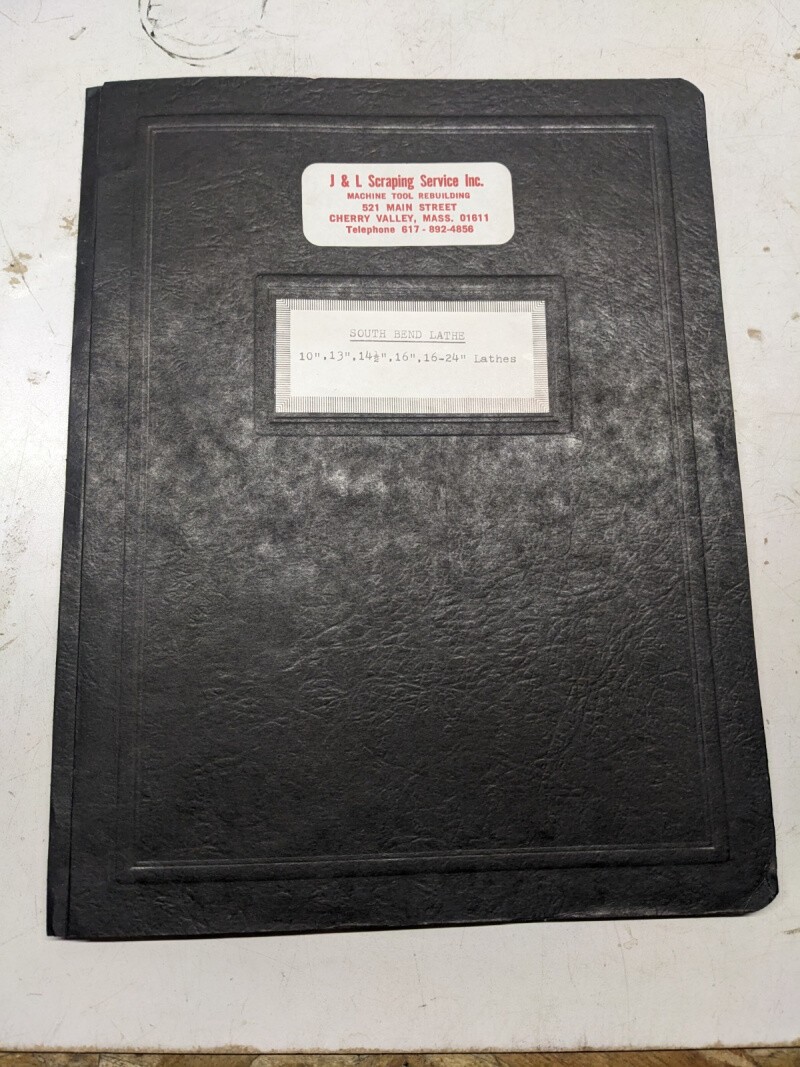 J & L Scraping Service Inc.
MACHINE TOOL REBUILDING
521 MAIN STREET
CHERRY VALLEY, MASS. 01611
Telephone 617 - 892-4856
SOUTH BEND LATHE
10",13",14½",16",16-24" Lathes